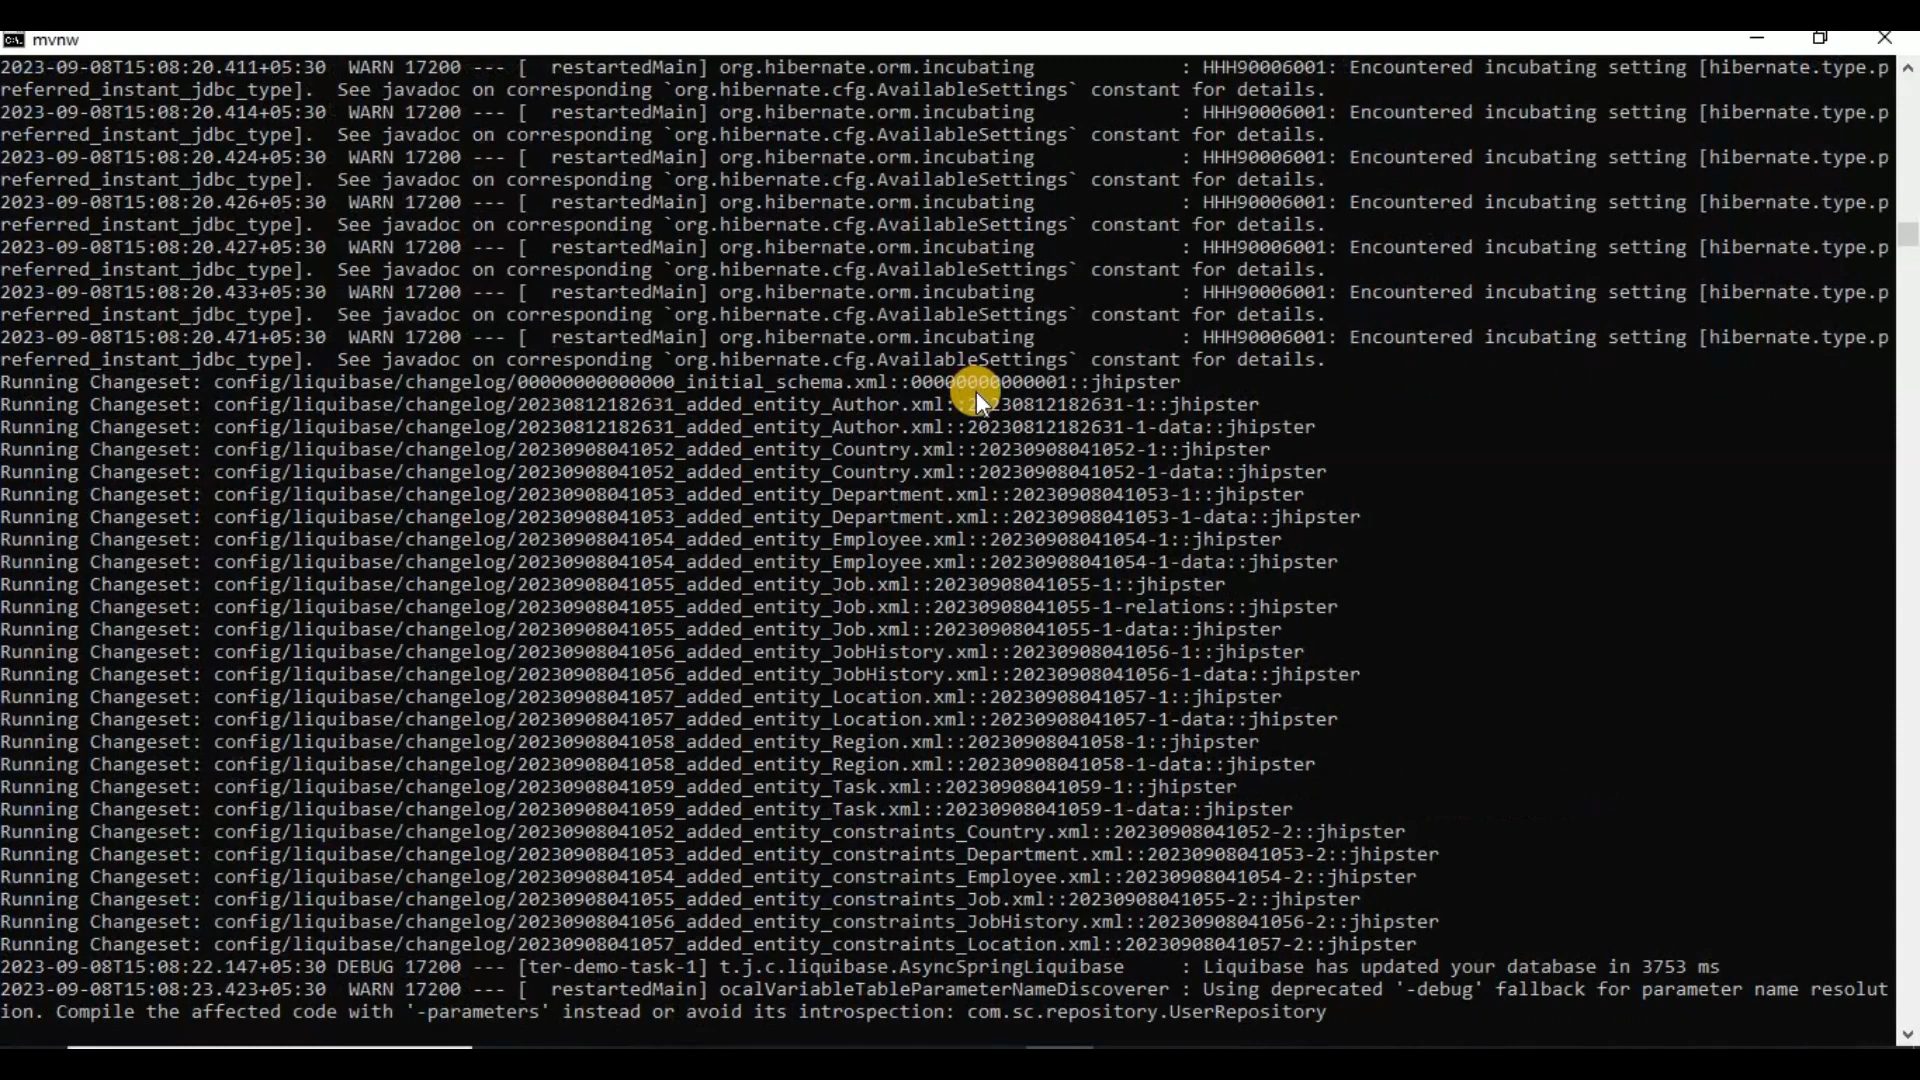 mvnw
2023-09-08T15:08:20.411+05:30  WARN 17200 --- [  restartedMain] org.hibernate.orm.incubating             : HHH90006001: Encountered incubating setting [hibernate.type.p
referred_instant_jdbc_type].  See javadoc on corresponding `org.hibernate.cfg.AvailableSettings` constant for details.
2023-09-08T15:08:20.414+05:30  WARN 17200 --- [  restartedMain] org.hibernate.orm.incubating             : HHH90006001: Encountered incubating setting [hibernate.type.p
referred_instant_jdbc_type].  See javadoc on corresponding `org.hibernate.cfg.AvailableSettings` constant for details.
2023-09-08T15:08:20.424+05:30  WARN 17200 --- [  restartedMain] org.hibernate.orm.incubating             : HHH90006001: Encountered incubating setting [hibernate.type.p
referred_instant_jdbc_type].  See javadoc on corresponding `org.hibernate.cfg.AvailableSettings` constant for details.
2023-09-08T15:08:20.426+05:30  WARN 17200 --- [  restartedMain] org.hibernate.orm.incubating             : HHH90006001: Encountered incubating setting [hibernate.type.p
referred_instant_jdbc_type].  See javadoc on corresponding `org.hibernate.cfg.AvailableSettings` constant for details.
2023-09-08T15:08:20.427+05:30  WARN 17200 --- [  restartedMain] org.hibernate.orm.incubating             : HHH90006001: Encountered incubating setting [hibernate.type.p
referred_instant_jdbc_type].  See javadoc on corresponding `org.hibernate.cfg.AvailableSettings` constant for details.
2023-09-08T15:08:20.433+05:30  WARN 17200 --- [  restartedMain] org.hibernate.orm.incubating             : HHH90006001: Encountered incubating setting [hibernate.type.p
referred_instant_jdbc_type].  See javadoc on corresponding `org.hibernate.cfg.AvailableSettings` constant for details.
2023-09-08T15:08:20.471+05:30  WARN 17200 --- [  restartedMain] org.hibernate.orm.incubating             : HHH90006001: Encountered incubating setting [hibernate.type.p
referred_instant_jdbc_type].  See javadoc on corresponding `org.hibernate.cfg.AvailableSettings` constant for details.
Running Changeset: config/liquibase/changelog/00000000000000_initial_schema.xml::00000000000001::jhipster
Running Changeset: config/liquibase/changelog/20230812182631_added_entity_Author.xml::20230812182631-1::jhipster
Running Changeset: config/liquibase/changelog/20230812182631_added_entity_Author.xml::20230812182631-1-data::jhipster
Running Changeset: config/liquibase/changelog/20230908041052_added_entity_Country.xml::20230908041052-1::jhipster
Running Changeset: config/liquibase/changelog/20230908041052_added_entity_Country.xml::20230908041052-1-data::jhipster
Running Changeset: config/liquibase/changelog/20230908041053_added_entity_Department.xml::20230908041053-1::jhipster
Running Changeset: config/liquibase/changelog/20230908041053_added_entity_Department.xml::20230908041053-1-data::jhipster
Running Changeset: config/liquibase/changelog/20230908041054_added_entity_Employee.xml::20230908041054-1::jhipster
Running Changeset: config/liquibase/changelog/20230908041054_added_entity_Employee.xml::20230908041054-1-data::jhipster
Running Changeset: config/liquibase/changelog/20230908041055_added_entity_Job.xml::20230908041055-1::jhipster
Running Changeset: config/liquibase/changelog/20230908041055_added_entity_Job.xml::20230908041055-1-relations::jhipster
Running Changeset: config/liquibase/changelog/20230908041055_added_entity_Job.xml::20230908041055-1-data::jhipster
Running Changeset: config/liquibase/changelog/20230908041056_added_entity_JobHistory.xml::20230908041056-1::jhipster
Running Changeset: config/liquibase/changelog/20230908041056_added_entity_JobHistory.xml::20230908041056-1-data::jhipster
Running Changeset: config/liquibase/changelog/20230908041057_added_entity_Location.xml::20230908041057-1::jhipster
Running Changeset: config/liquibase/changelog/20230908041057_added_entity_Location.xml::20230908041057-1-data::jhipster
Running Changeset: config/liquibase/changelog/20230908041058_added_entity_Region.xml::20230908041058-1::jhipster
Running Changeset: config/liquibase/changelog/20230908041058_added_entity_Region.xml::20230908041058-1-data::jhipster
Running Changeset: config/liquibase/changelog/20230908041059_added_entity_Task.xml::20230908041059-1::jhipster
Running Changeset: config/liquibase/changelog/20230908041059_added_entity_Task.xml::20230908041059-1-data::jhipster
Running Changeset: config/liquibase/changelog/20230908041052_added_entity_constraints_Country.xml::20230908041052-2::jhipster
Running Changeset: config/liquibase/changelog/20230908041053_added_entity_constraints_Department.xml::20230908041053-2::jhipster
Running Changeset: config/liquibase/changelog/20230908041054_added_entity_constraints_Employee.xml::20230908041054-2::jhipster
Running Changeset: config/liquibase/changelog/20230908041055_added_entity_constraints_Job.xml::20230908041055-2::jhipster
Running Changeset: config/liquibase/changelog/20230908041056_added_entity_constraints_JobHistory.xml::20230908041056-2::jhipster
Running Changeset: config/liquibase/changelog/20230908041057_added_entity_constraints_Location.xml::20230908041057-2::jhipster
2023-09-08T15:08:22.147+05:30 DEBUG 17200 --- [ter-demo-task-1] t.j.c.liquibase.AsyncSpringLiquibase     : Liquibase has updated your database in 3753 ms
2023-09-08T15:08:23.423+05:30  WARN 17200 --- [  restartedMain] ocalVariableTableParameterNameDiscoverer : Using deprecated '-debug' fallback for parameter name resolut
ion. Compile the affected code with '-parameters' instead or avoid its introspection: com.sc.repository.UserRepository